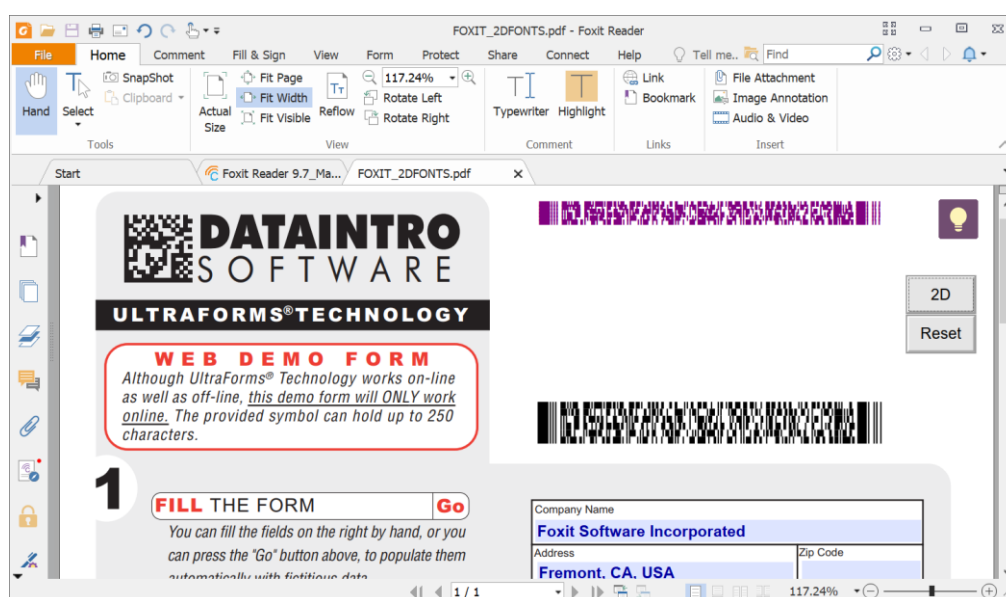 FOXIT_2DFONTS.pdf - Foxit Reader
File Home Comment Fill & Sign View Form Protect Share Connect Help Tell me.. Find
Hand
Select
SnapShot
Clipboard
Tools
Actual Size
Fit Page
Fit Width
Fit Visible
Reflow
117.24%
Rotate Left
Rotate Right
View
Typewriter Highlight
Comment
Link
Bookmark
Links
File Attachment
Image Annotation
Audio & Video
Insert
Start Foxit Reader 9.7_Ma... FOXIT_2DFONTS.pdf
DATAINTRO
SOFTWARE
ULTRAFORMS®TECHNOLOGY
WEB DEMO FORM
Although UltraForms® Technology works on-line
as well as off-line, this demo form will ONLY work
online. The provided symbol can hold up to 250
characters.
2D
Reset
1
FILL THE FORM Go
You can fill the fields on the right by hand, or you
can press the "Go" button above, to populate them
automatically with fictitious data.
Company Name
Foxit Software Incorporated
Address Zip Code
Fremont, CA, USA
1 / 1 117.24%